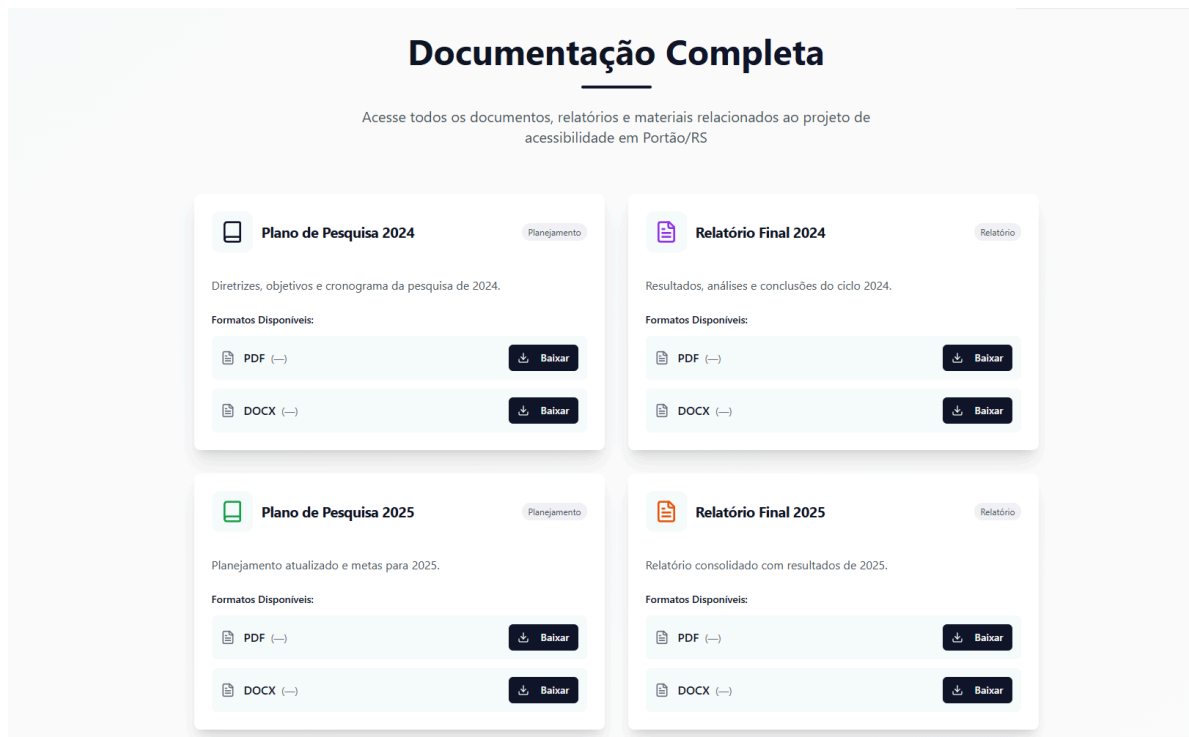 Documentação Completa
Acesse todos os documentos, relatórios e materiais relacionados ao projeto de
acessibilidade em Portão/RS
Plano de Pesquisa 2024
Planejamento
Diretrizes, objetivos e cronograma da pesquisa de 2024.
Formatos Disponíveis:
PDF (—)
Baixar
DOCX (—)
Baixar
Relatório Final 2024
Relatório
Resultados, análises e conclusões do ciclo 2024.
Formatos Disponíveis:
PDF (—)
Baixar
DOCX (—)
Baixar
Plano de Pesquisa 2025
Planejamento
Planejamento atualizado e metas para 2025.
Formatos Disponíveis:
PDF (—)
Baixar
DOCX (—)
Baixar
Relatório Final 2025
Relatório
Relatório consolidado com resultados de 2025.
Formatos Disponíveis:
PDF (—)
Baixar
DOCX (—)
Baixar